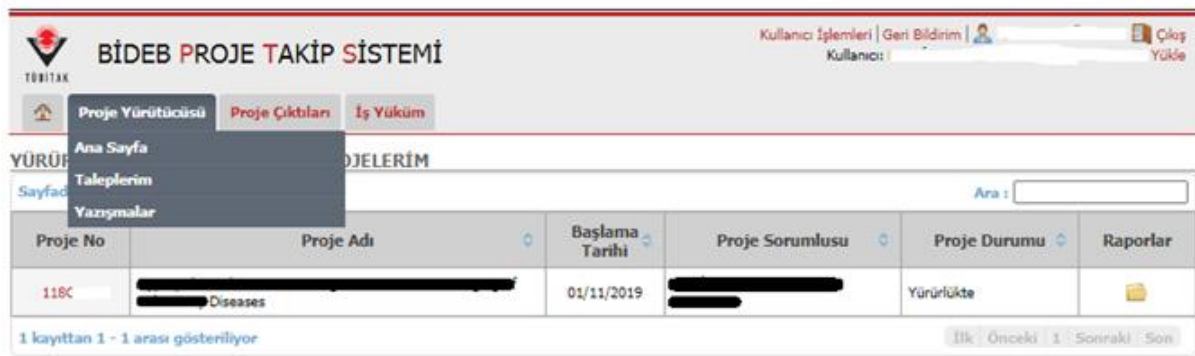 Kullanıcı İşlemleri | Geri Bildirim | Çıkış
TÜBİTAK
BİDEB PROJE TAKİP SİSTEMİ
Kullanıcı: Yükle
Proje Yürütücüsü Proje Çıktıları İş Yüküm
Ana Sayfa
YÜRÜR OJELERİM
Taleplerim
Sayfad Ara :
Yazışmalar
Proje No Proje Adı Başlama Tarihi Proje Sorumlusu Proje Durumu Raporlar
118C Diseases 01/11/2019 Yürürlükte
1 kayıttan 1 - 1 arası gösteriliyor İlk Önceki 1 Sonraki Son